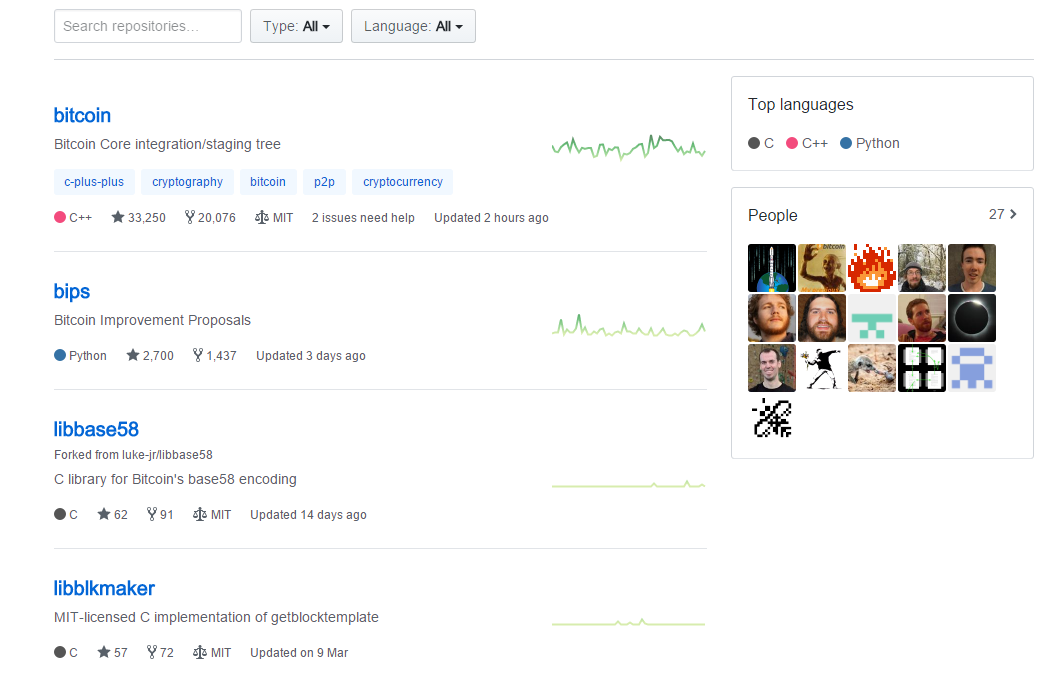 Search repositories…
Type: All
Language: All
bitcoin
Bitcoin Core integration/staging tree
c-plus-plus cryptography bitcoin p2p cryptocurrency
C++ 33,250 20,076 MIT 2 issues need help Updated 2 hours ago
bips
Bitcoin Improvement Proposals
Python 2,700 1,437 Updated 3 days ago
libbase58
Forked from luke-jr/libbase58
C library for Bitcoin's base58 encoding
C 62 91 MIT Updated 14 days ago
libblkmaker
MIT-licensed C implementation of getblocktemplate
C 57 72 MIT Updated on 9 Mar
Top languages
C C++ Python
People 27
bitcoin